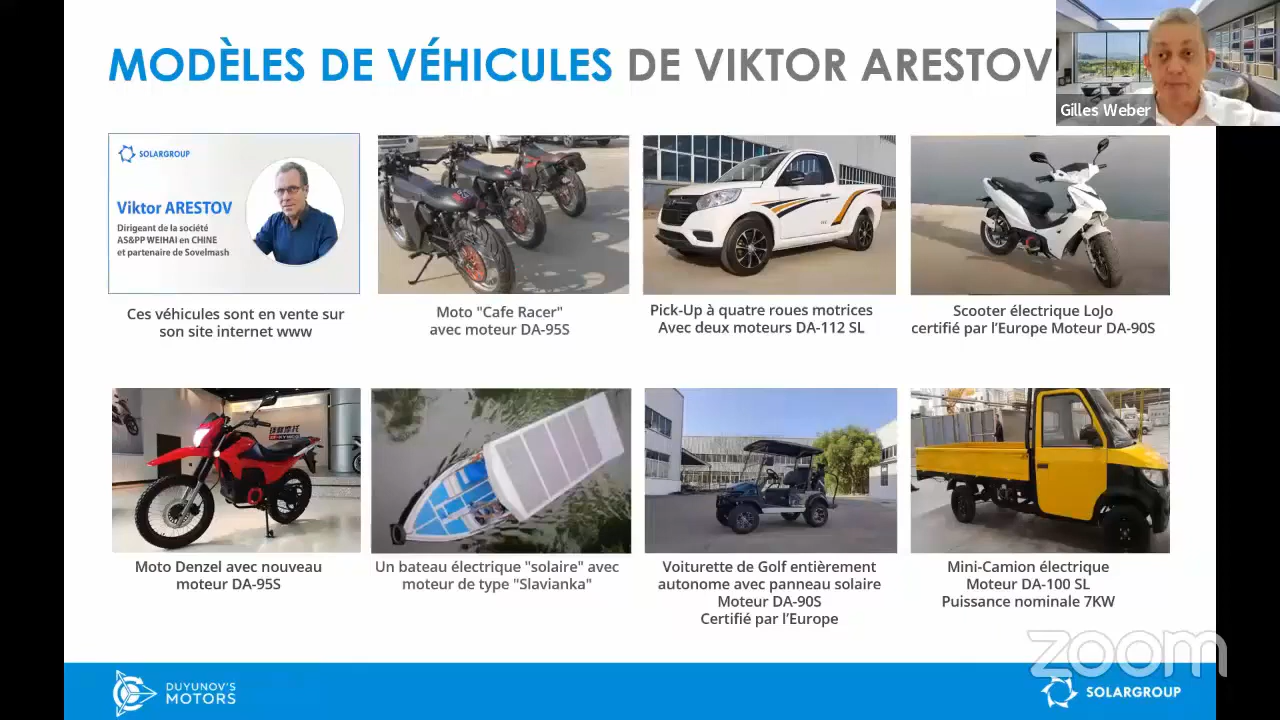 MODÈLES DE VÉHICULES DE VIKTOR ARESTOV
Gilles Weber
SOLARGROUP
Viktor ARESTOV
Dirigeant de la société
AS&PP WEIHAI en CHINE
et partenaire de Sovelmash
Ces véhicules sont en vente sur
son site internet www
Moto "Cafe Racer"
avec moteur DA-95S
Pick-Up à quatre roues motrices
Avec deux moteurs DA-112 SL
Scooter électrique LoJo
certifié par l'Europe Moteur DA-90S
Moto Denzel avec nouveau
moteur DA-95S
Un bateau électrique "solaire" avec
moteur de type "Slavianka"
Voiturette de Golf entièrement
autonome avec panneau solaire
Moteur DA-90S
Certifié par l'Europe
Mini-Camion électrique
Moteur DA-100 SL
Puissance nominale 7KW
zoom
DUYUNOV'S
MOTORS
SOLARGROUP